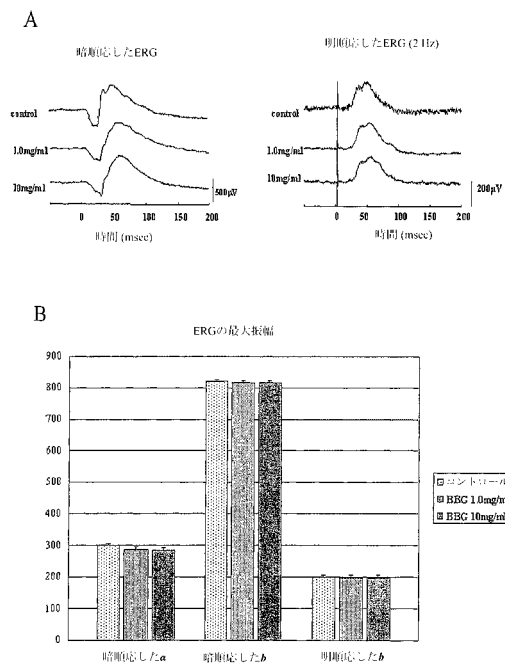 A
暗順応したERG
明順応したERG (2 Hz)
control
1.0mg/ml
10mg/ml
500μV
0 50 100 150 200
時間 (msec)
control
1.0mg/ml
10mg/ml
200μV
0 50 100 150 200
時間 (msec)
B
ERGの最大振幅
900
800
700
600
500
400
300
200
100
0
コントロール
BBG 1.0mg/m
BBG 10mg/ml
暗順応したa
暗順応したb
明順応したb